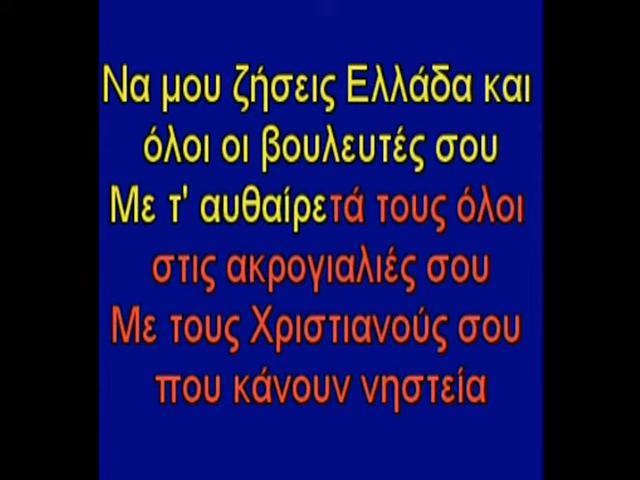 Να μου ζήσεις Ελλάδα και
όλοι οι βουλευτές σου
Με τ' αυθαίρετά τους όλοι
στις ακρογιαλιές σου
Με τους Χριστιανούς σου
που κάνουν νηστεία